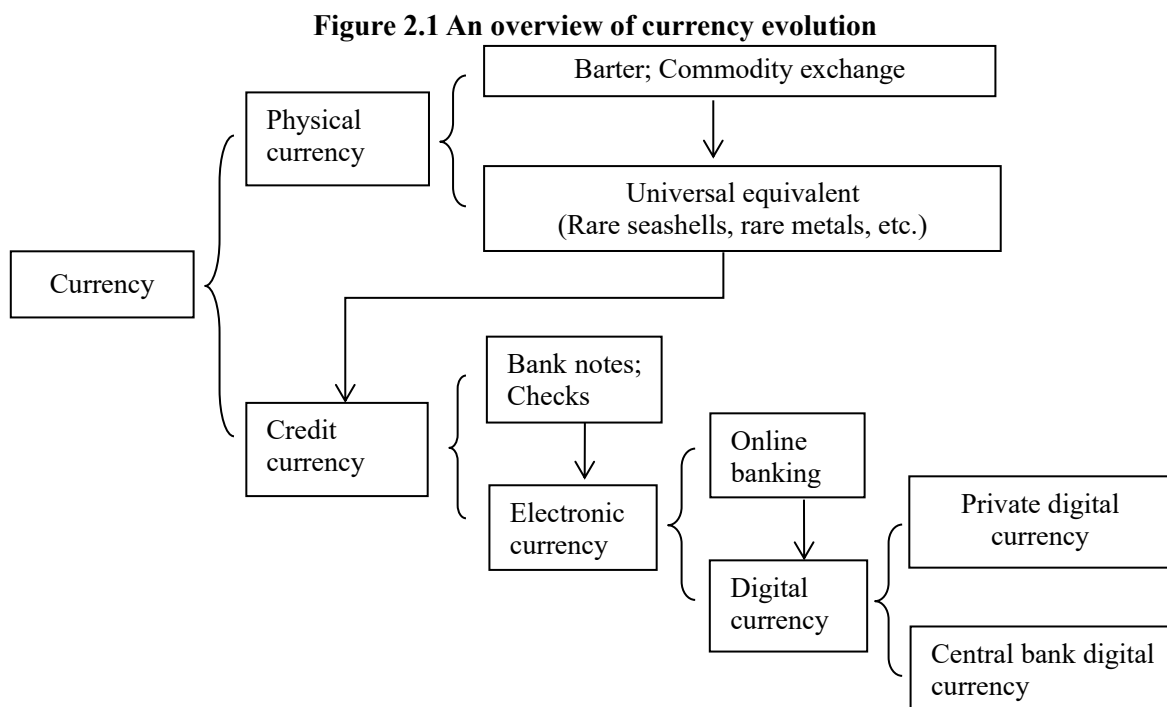 Figure 2.1 An overview of currency evolution
Barter; Commodity exchange
Physical
currency
Universal equivalent
(Rare seashells, rare metals, etc.)
Currency
Bank notes;
Checks
Credit
currency
Online
banking
Electronic
currency
Private digital
currency
Digital
currency
Central bank digital
currency